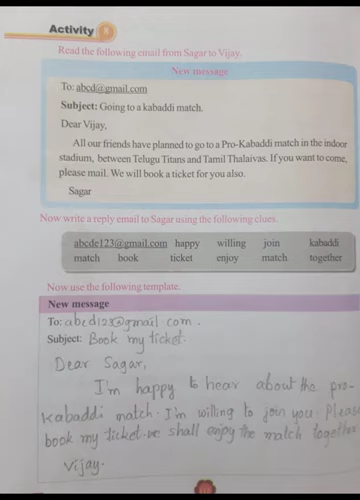 Activity 8
Read the following email from Sagar to Vijay.
New message
To: abcd@gmail.com
Subject: Going to a kabaddi match.
Dear Vijay,
All our friends have planned to go to a Pro-Kabaddi match in the indoor
stadium, between Telugu Titans and Tamil Thalaivas. If you want to come,
please mail. We will book a ticket for you also.
Sagar
Now write a reply email to Sagar using the following clues.
abcde123@gmail.com happy willing join kabaddi
match book ticket enjoy match together
Now use the following template.
New message
To: abcd123@gmail.com.
Subject: Book my ticket.
Dear Sagar,
I'm happy to hear about the pro-
kabaddi match. I'm willing to join you. Please
book my ticket. we shall enjoy the match together
Vijay.